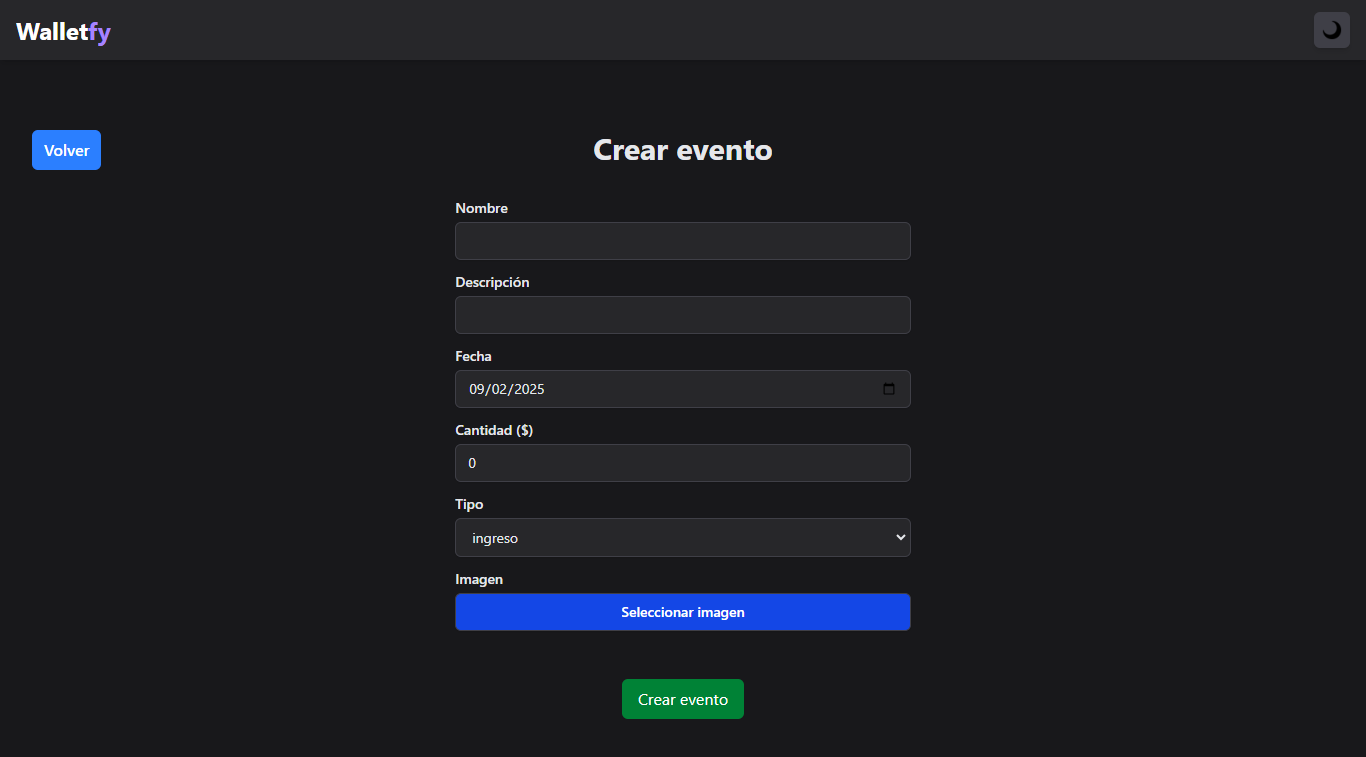 Walletfy
Volver
Crear evento
Nombre
Descripción
Fecha
09/02/2025
Cantidad ($)
0
Tipo
ingreso
Imagen
Seleccionar imagen
Crear evento